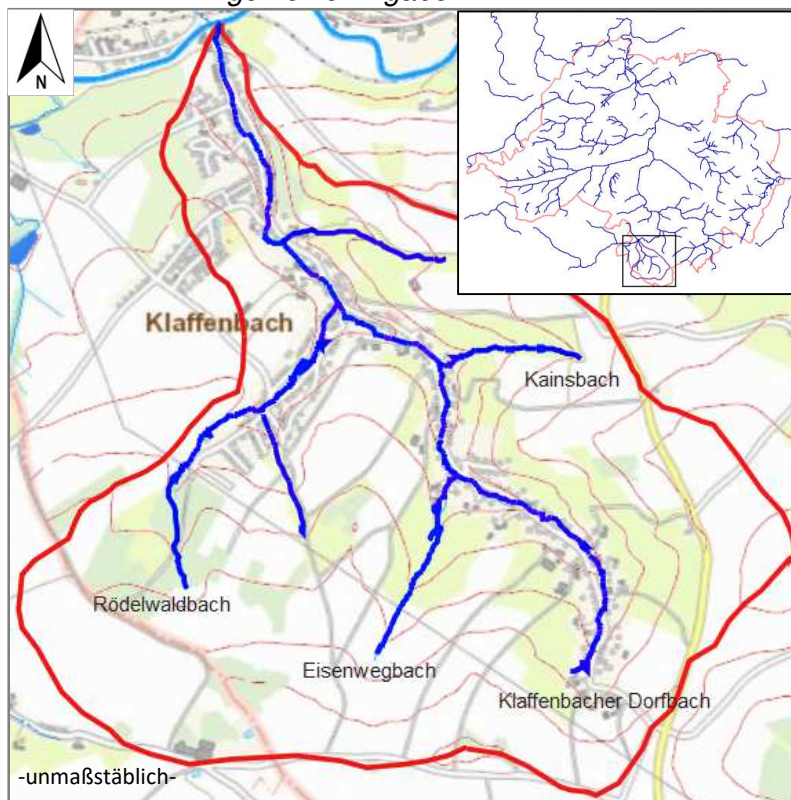 N
Klaffenbach
Kainsbach
Rödelwaldbach
Eisenwegbach
Klaffenbacher Dorfbach
-unmaßstäblich-